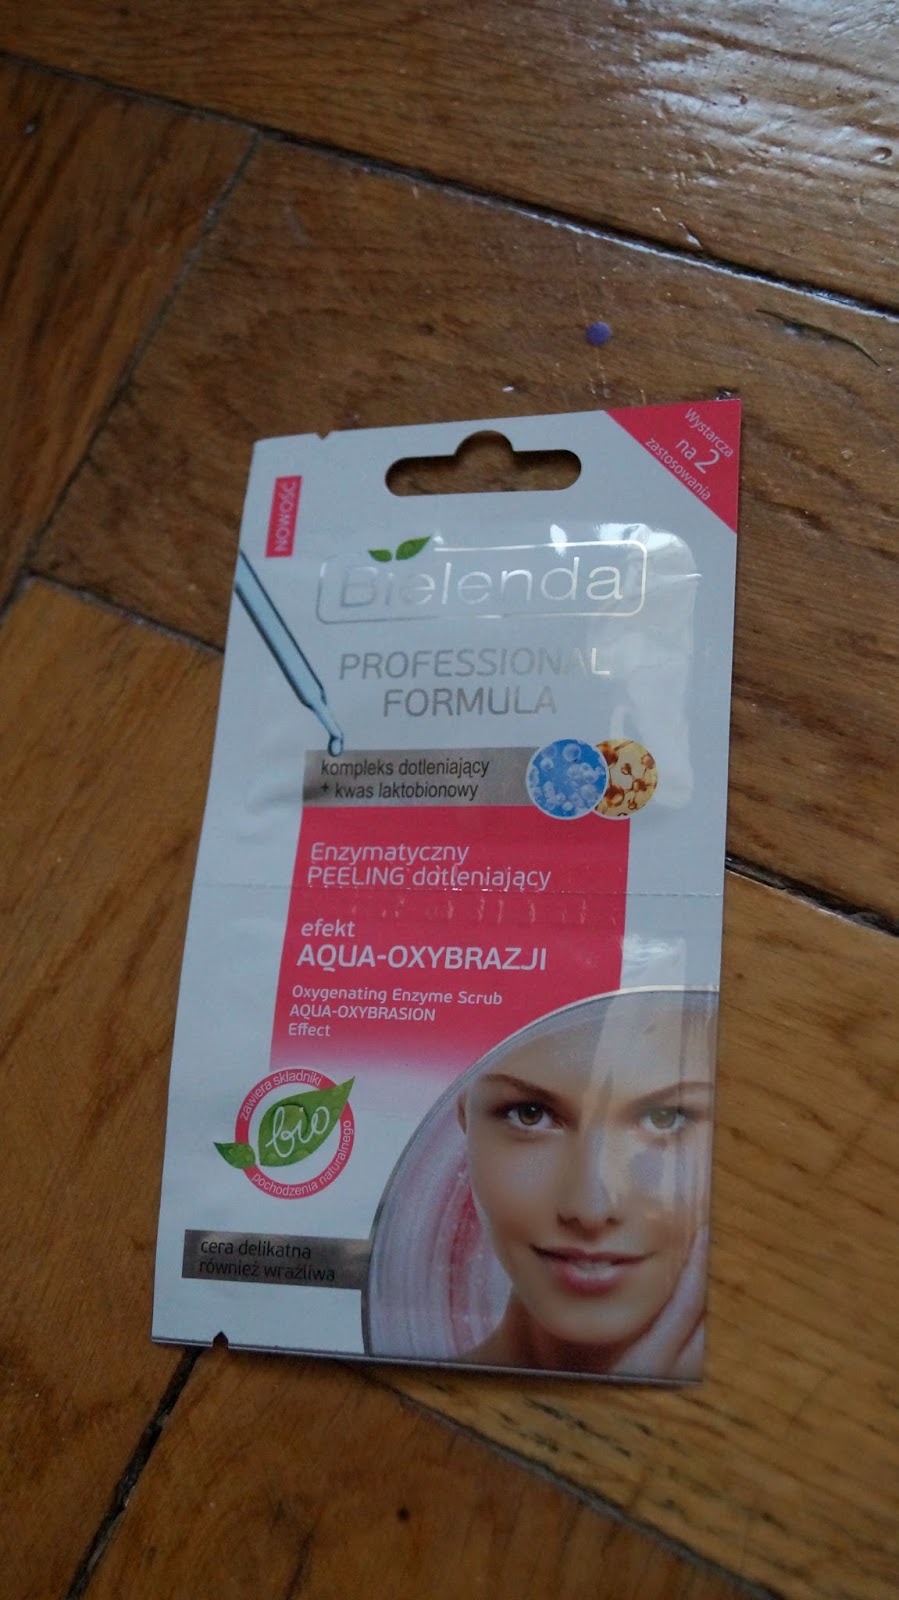 Wystarcza
na 2
zastosowania
NOWOŚĆ
Bielenda
PROFESSIONAL
FORMULA
kompleks dotleniający
+ kwas laktobionowy
Enzymatyczny
PEELING dotleniający
efekt
AQUA-OXYBRAZJI
Oxygenating Enzyme Scrub
AQUA-OXYBRASION
Effect
zawiera składniki
bio
pochodzenia naturalnego
cera delikatna
również wrażliwa